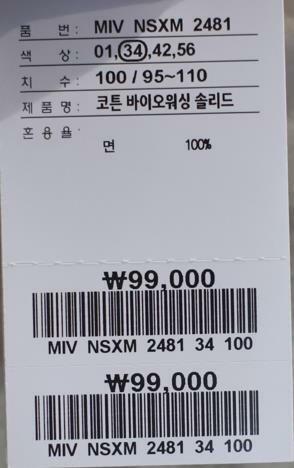 품 번: MIV NSXM 2481
색 상: 01,34,42,56
치 수: 100 / 95~110
제 품 명: 코튼 바이오워싱 솔리드
혼 용 율:
면 100%
₩99,000
MIV NSXM 2481 34 100
₩99,000
MIV NSXM 2481 34 100